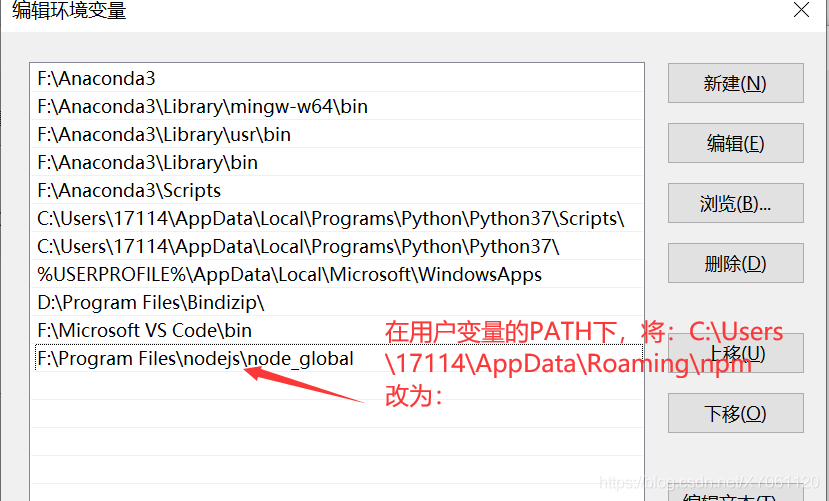 编辑环境变量
F:\Anaconda3
F:\Anaconda3\Library\mingw-w64\bin
F:\Anaconda3\Library\usr\bin
F:\Anaconda3\Library\bin
F:\Anaconda3\Scripts
C:\Users\17114\AppData\Local\Programs\Python\Python37\Scripts\
C:\Users\17114\AppData\Local\Programs\Python\Python37\
%USERPROFILE%\AppData\Local\Microsoft\WindowsApps
D:\Program Files\Bindizip\
F:\Microsoft VS Code\bin
F:\Program Files\nodejs\node_global
在用户变量的PATH下，将：C:\Users
\17114\AppData\Roaming\npm
改为：
新建(N)
编辑(E)
浏览(B)...
删除(D)
上移(U)
下移(O)
编辑文本(T)...
https://blog.csdn.net/XY061120